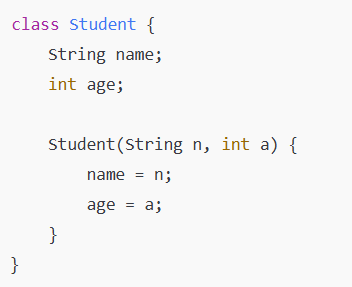 class Student {
    String name;
    int age;

    Student(String n, int a) {
        name = n;
        age = a;
    }
}